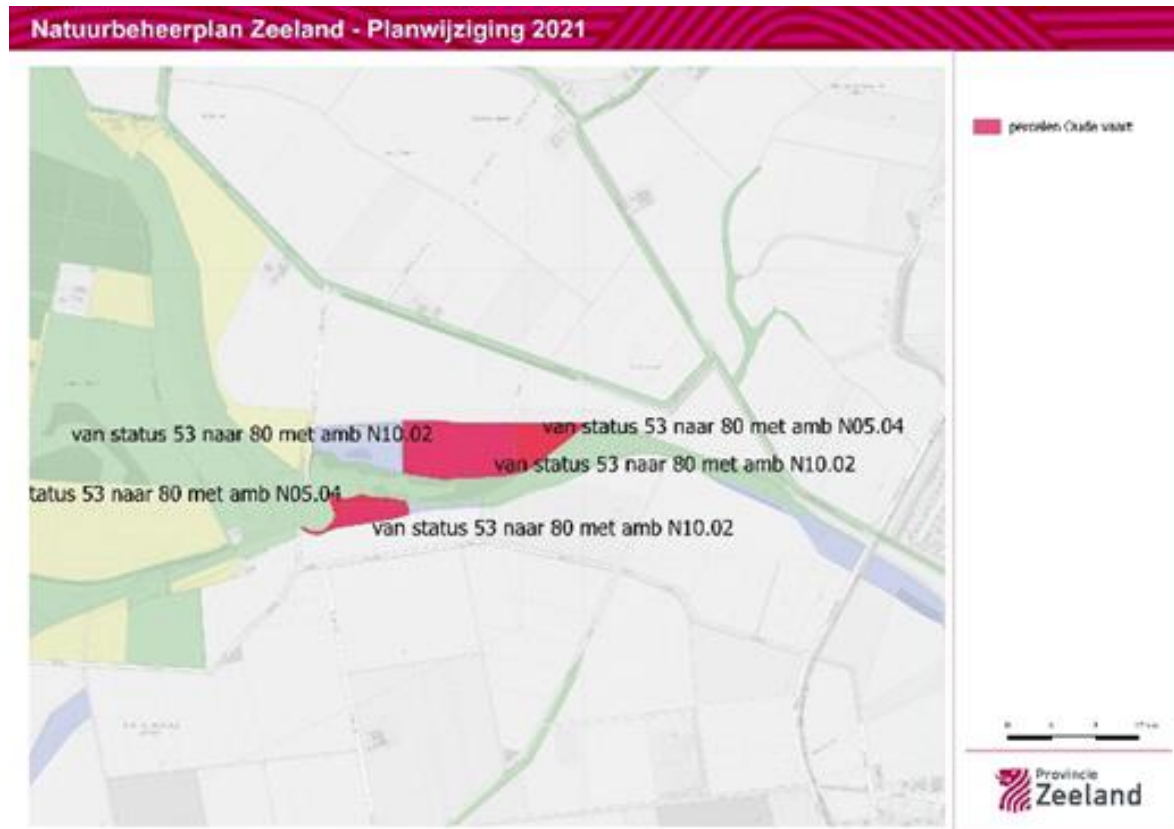 Natuurbeheerplan Zeeland - Planwijziging 2021
percelen Oude vaart
van status 53 naar 80 met amb N05.04
van status 53 naar 80 met amb N10.02
van status 53 naar 80 met amb N10.02
tatus 53 naar 80 met amb N05.04
van status 53 naar 80 met amb N10.02
Provincie
Zeeland